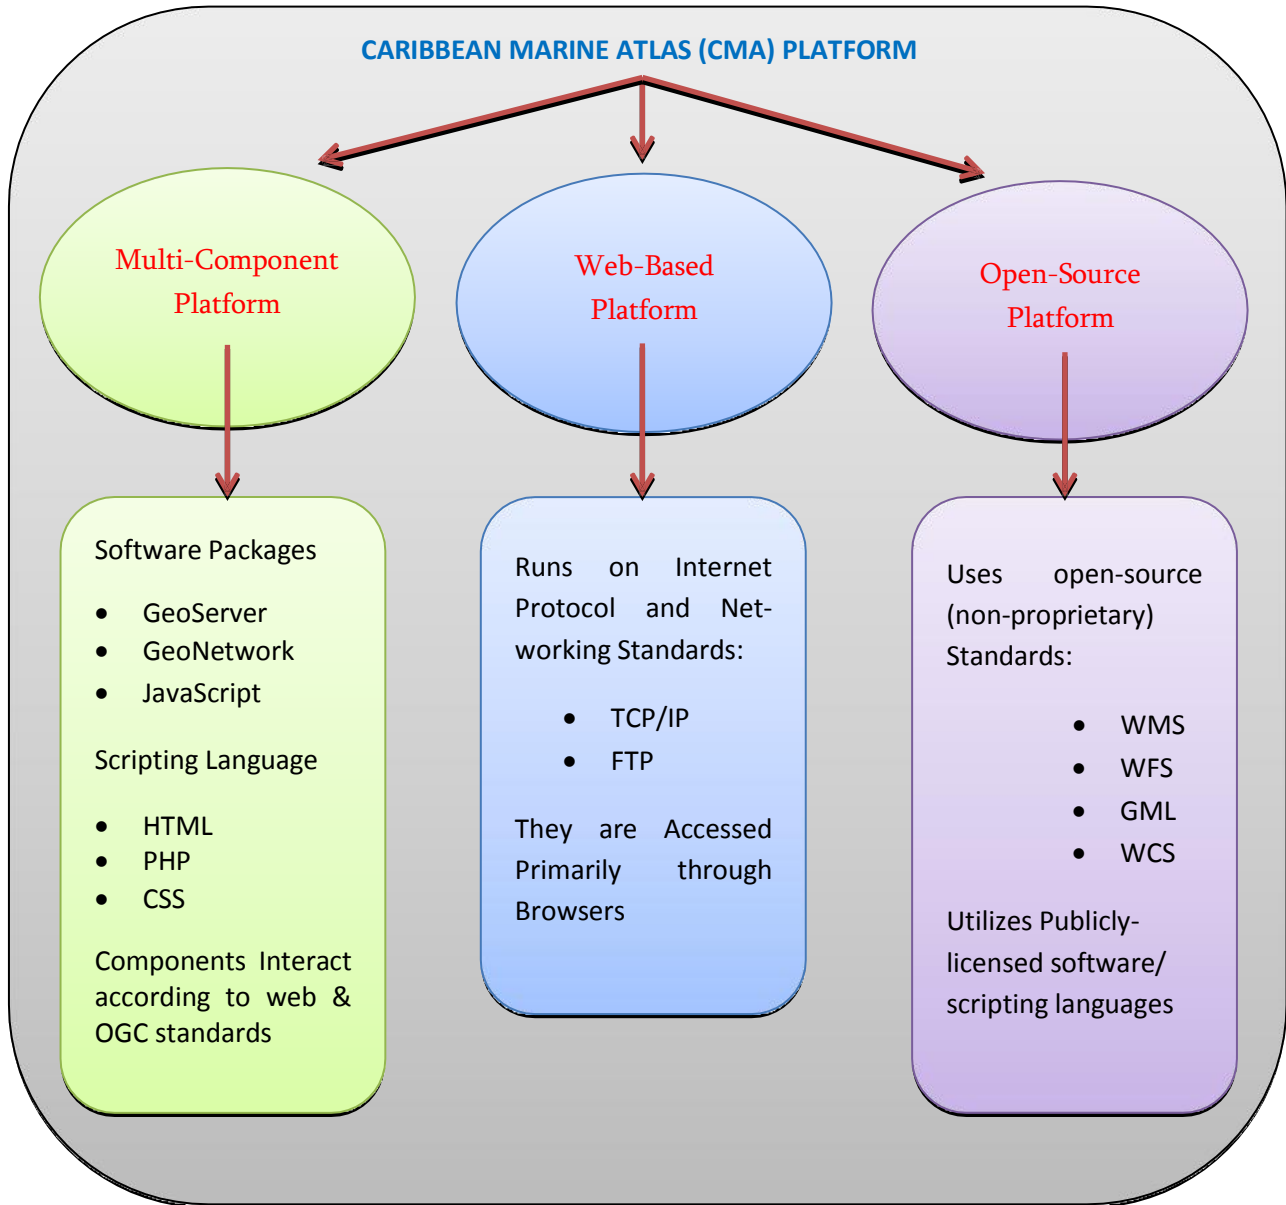 CARIBBEAN MARINE ATLAS (CMA) PLATFORM
Multi-Component
Platform
Web-Based
Platform
Open-Source
Platform
Software Packages
• GeoServer
• GeoNetwork
• JavaScript
Scripting Language
• HTML
• PHP
• CSS
Components Interact
according to web &
OGC standards
Runs on Internet
Protocol and Net-
working Standards:
• TCP/IP
• FTP
They are Accessed
Primarily through
Browsers
Uses open-source
(non-proprietary)
Standards:
• WMS
• WFS
• GML
• WCS
Utilizes Publicly-
licensed software/
scripting languages